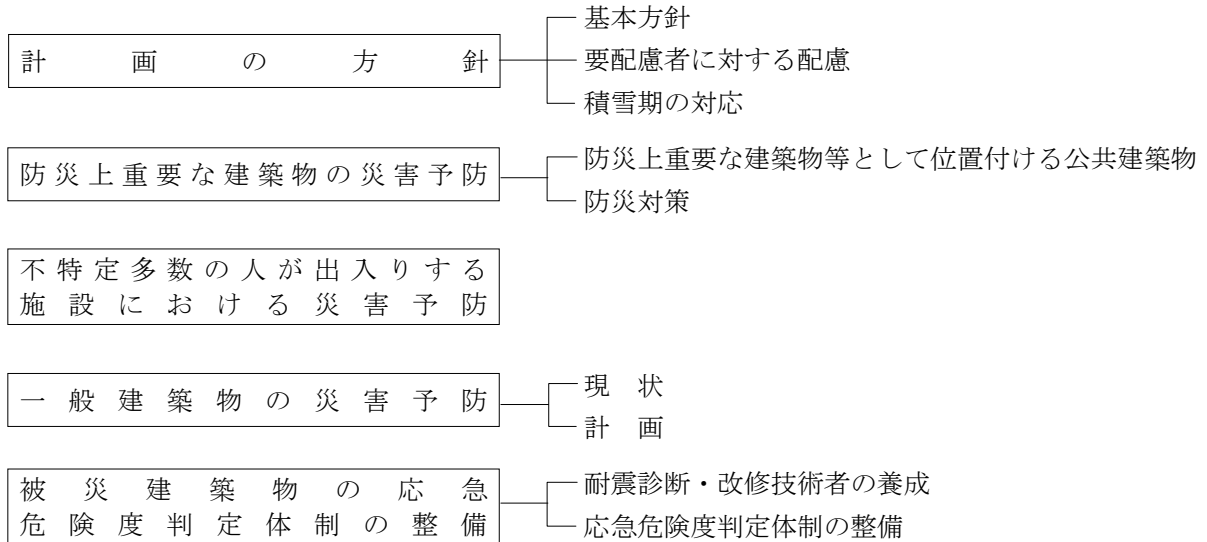 計画の方針
基本方針
要配慮者に対する配慮
積雪期の対応
防災上重要な建築物の災害予防
防災上重要な建築物等として位置付ける公共建築物
防災対策
不特定多数の人が出入りする
施設における災害予防
一般建築物の災害予防
現　状
計　画
被災建築物の応急
危険度判定体制の整備
耐震診断・改修技術者の養成
応急危険度判定体制の整備